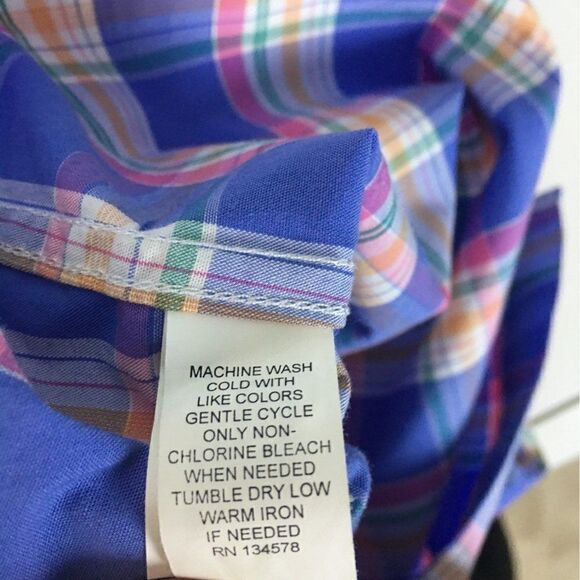 MACHINE WASH
COLD WITH
LIKE COLORS
GENTLE CYCLE
ONLY NON-
CHLORINE BLEACH
WHEN NEEDED
TUMBLE DRY LOW
WARM IRON
IF NEEDED
RN 134578